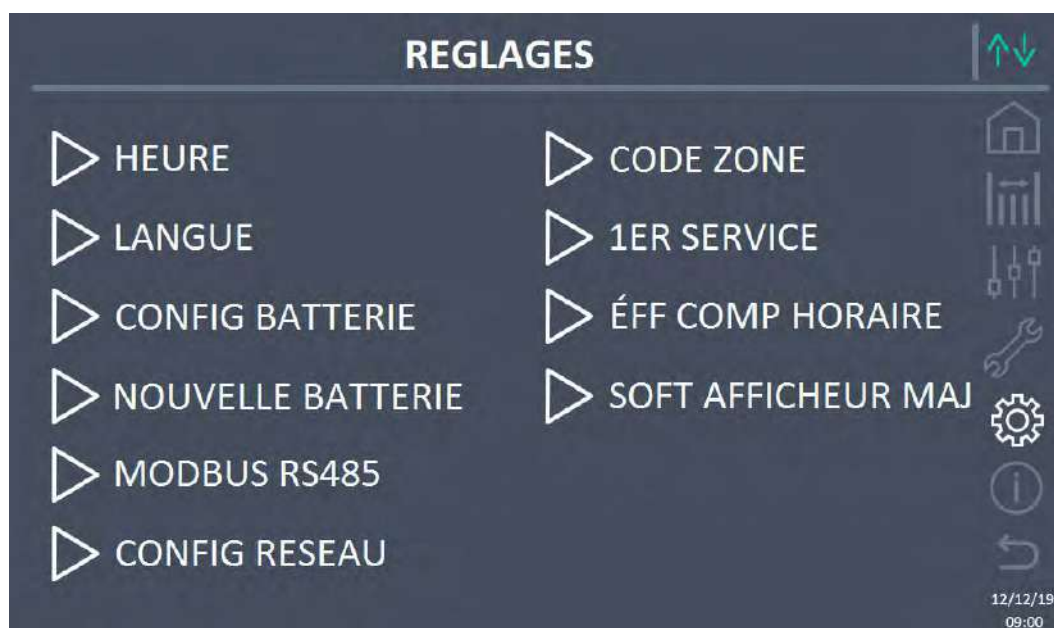 REGLAGES
HEURE
LANGUE
CONFIG BATTERIE
NOUVELLE BATTERIE
MODBUS RS485
CONFIG RESEAU
CODE ZONE
1ER SERVICE
ÉFF COMP HORAIRE
SOFT AFFICHEUR MAJ
12/12/19
09:00